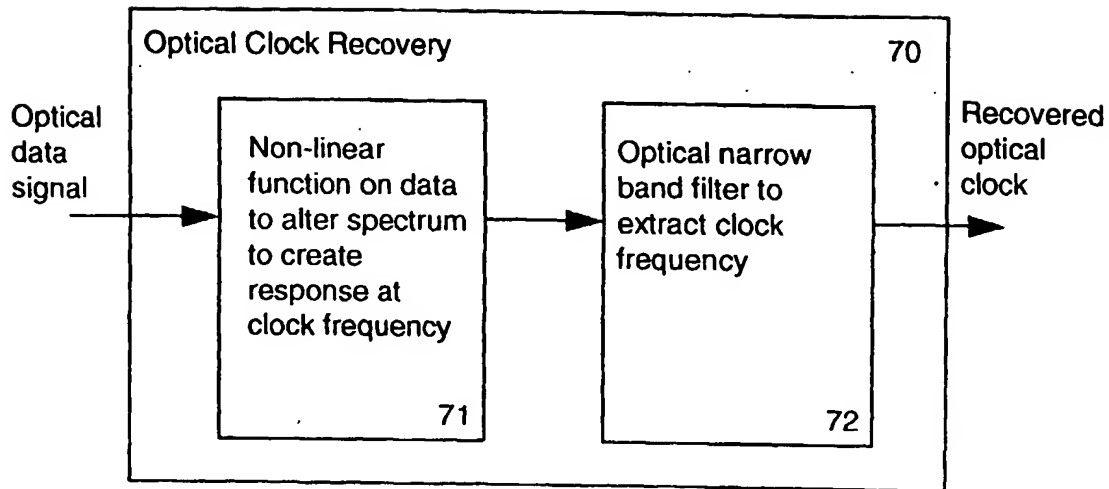 Optical Clock Recovery
70
Optical
data
signal
Non-linear
function on data
to alter spectrum
to create
response at
clock frequency
71
Optical narrow
band filter to
extract clock
frequency
72
Recovered
optical
clock